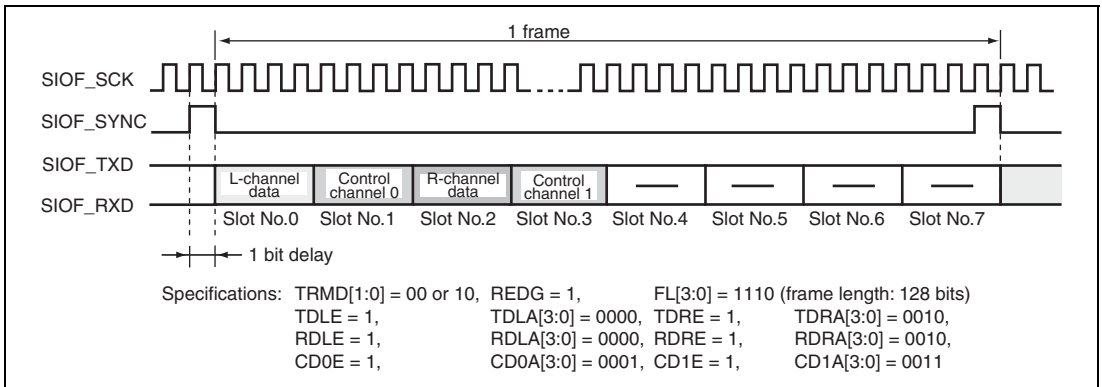 1 frame
SIOF_SCK
SIOF_SYNC
SIOF_TXD
SIOF_RXD
L-channel data
Control channel 0
R-channel data
Control channel 1
Slot No.0 Slot No.1 Slot No.2 Slot No.3 Slot No.4 Slot No.5 Slot No.6 Slot No.7
1 bit delay
Specifications: TRMD[1:0] = 00 or 10, REDG = 1, FL[3:0] = 1110 (frame length: 128 bits)
TDLE = 1, TDLA[3:0] = 0000, TDRE = 1, TDRA[3:0] = 0010,
RDLE = 1, RDLA[3:0] = 0000, RDRE = 1, RDRA[3:0] = 0010,
CD0E = 1, CD0A[3:0] = 0001, CD1E = 1, CD1A[3:0] = 0011